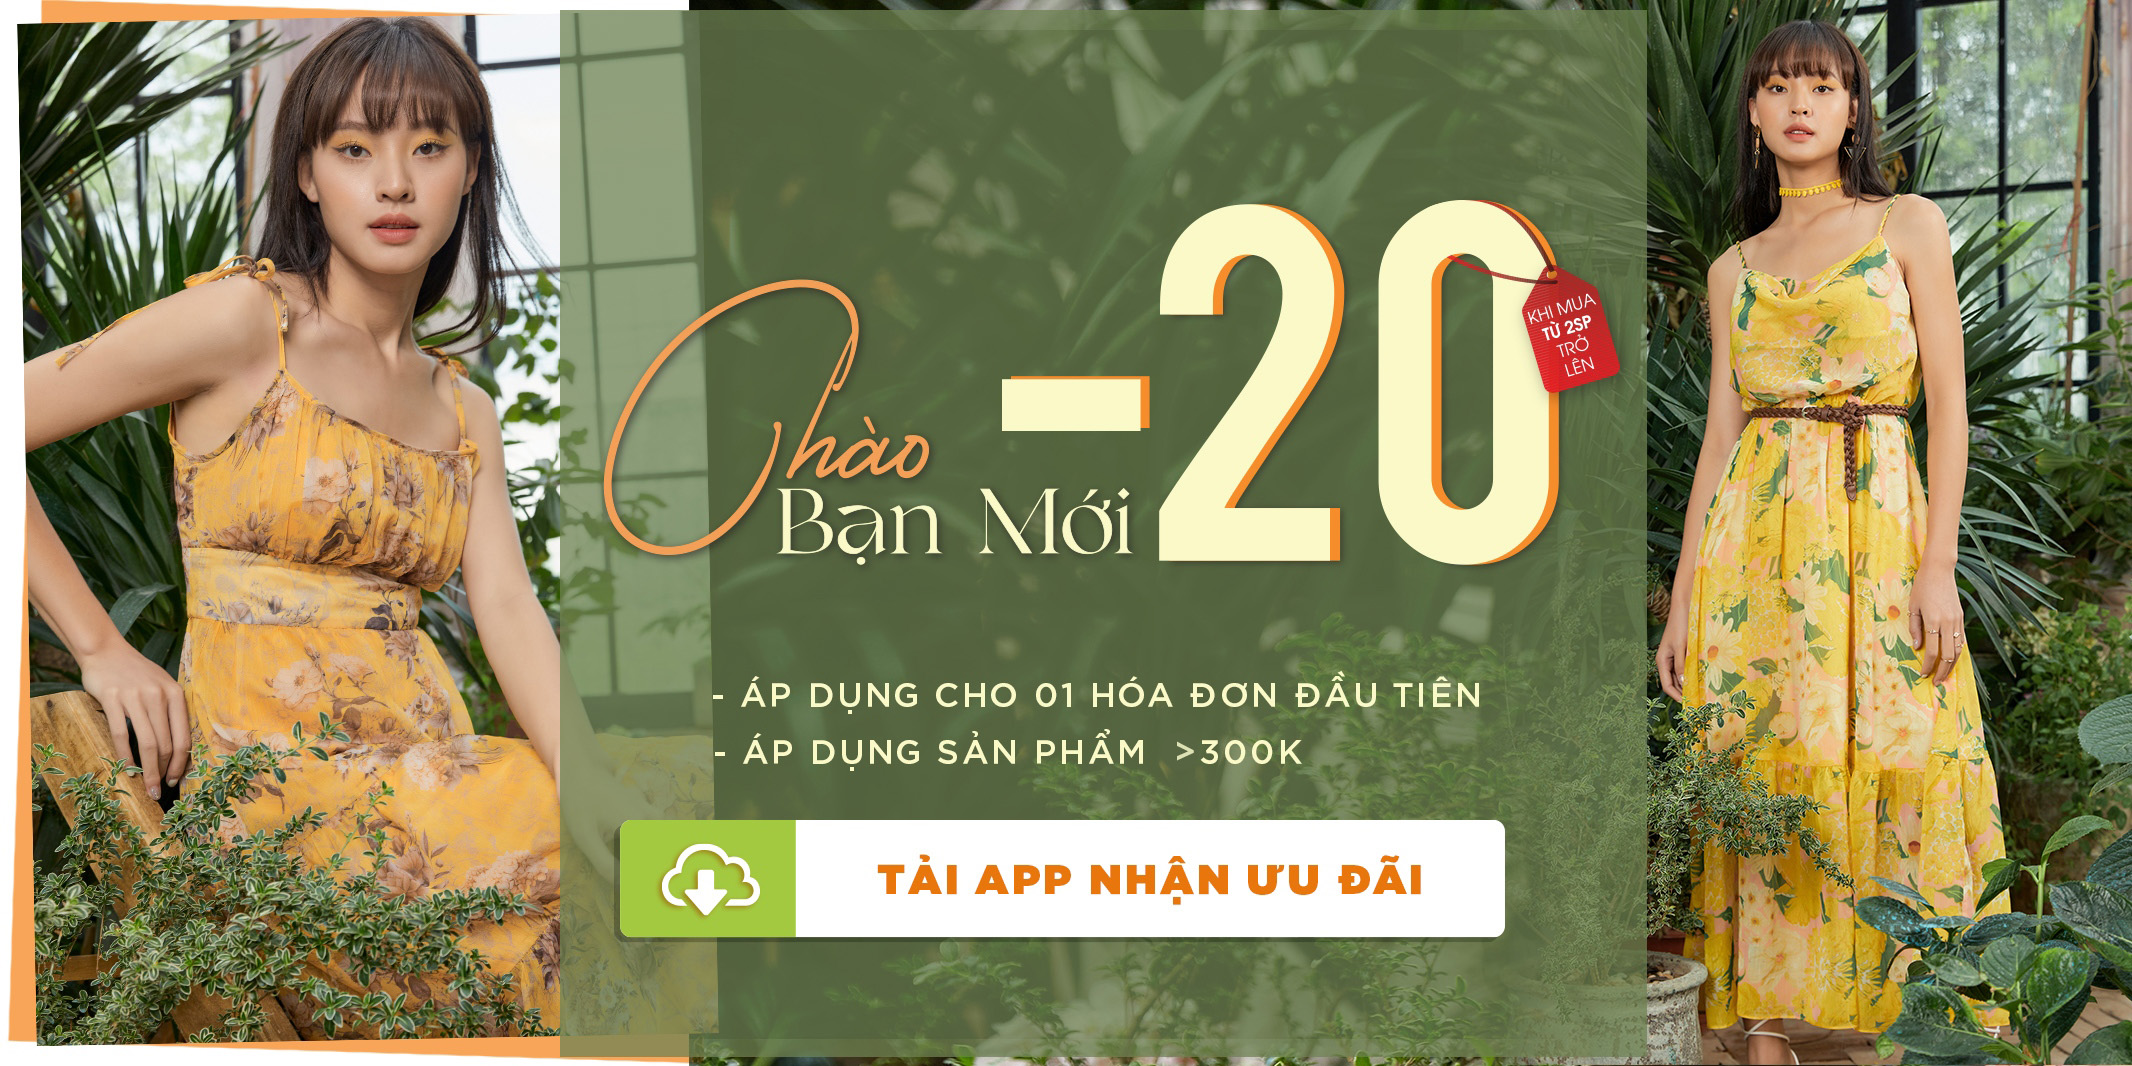 Chào
Bạn Mới
-20
KHI MUA
TỪ 2SP
TRỞ
LÊN
- ÁP DỤNG CHO 01 HÓA ĐƠN ĐẦU TIÊN
- ÁP DỤNG SẢN PHẨM >300K
TẢI APP NHẬN ƯU ĐÃI